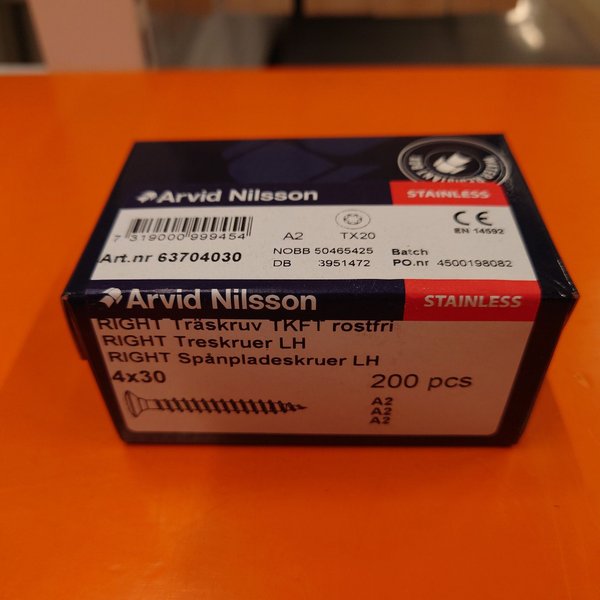 Arvid Nilsson
STAINLESS
7 319000 999454
A2 TX20
CE
EN 14592
Art.nr 63704030
NOBB 50465425
DB 3951472
Batch
PO.nr 4500198082
Arvid Nilsson
STAINLESS
RIGHT Träskruv TKFT rostfri
RIGHT Treskruer LH
RIGHT Spånpladeskruer LH
4x30
200 pcs
A2
A2
A2